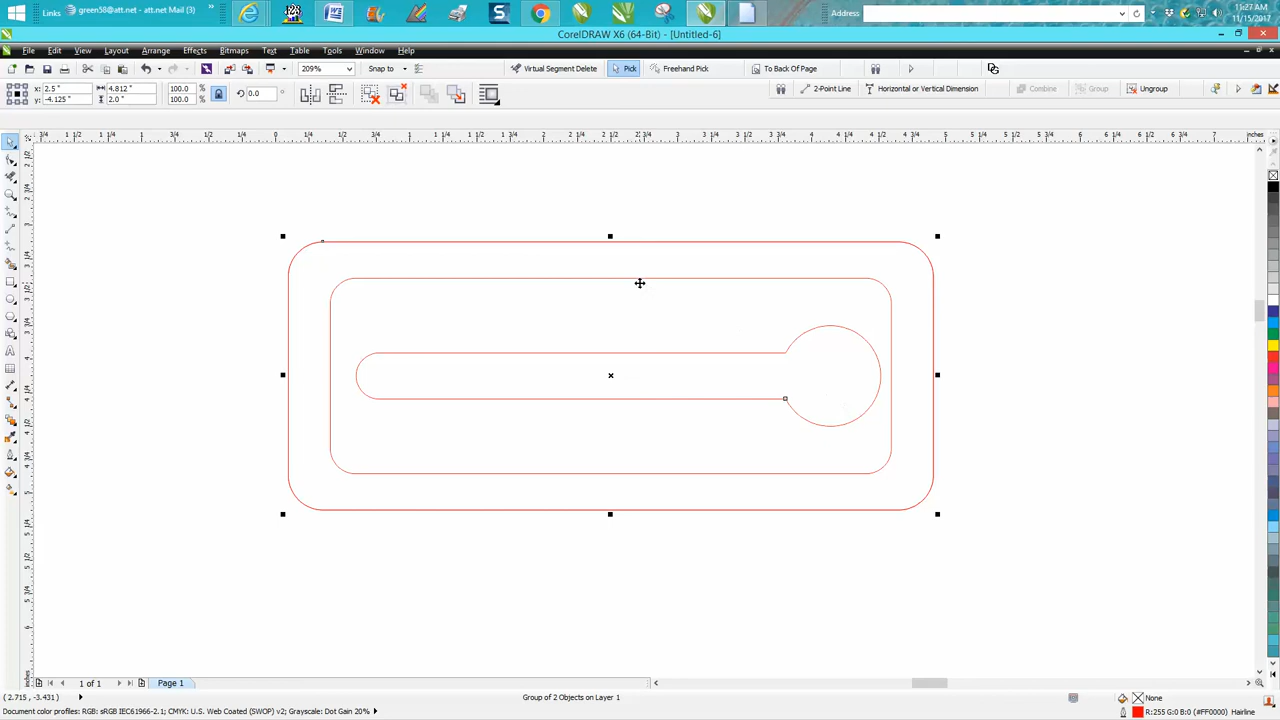 Links green58@att.net - att.net Mail (3) 123 Address 11:27 AM
11/15/2017
CorelDRAW X6 (64-Bit) - [Untitled-6]
File Edit View Layout Arrange Effects Bitmaps Text Table Tools Window Help
209% Snap to Virtual Segment Delete Pick Freehand Pick To Back Of Page
x: 2.5 " 4.812 " 100.0 % 0.0 2-Point Line Horizontal or Vertical Dimension Combine Group Ungroup
y: -4.125 " 2.0 " 100.0 %
inches
1 of 1 Page 1
(2.715, -3.431) Group of 2 Objects on Layer 1 None
Document color profiles: RGB: sRGB IEC61966-2.1; CMYK: U.S. Web Coated (SWOP) v2; Grayscale: Dot Gain 20% R:255 G:0 B:0 (#FF0000) Hairline